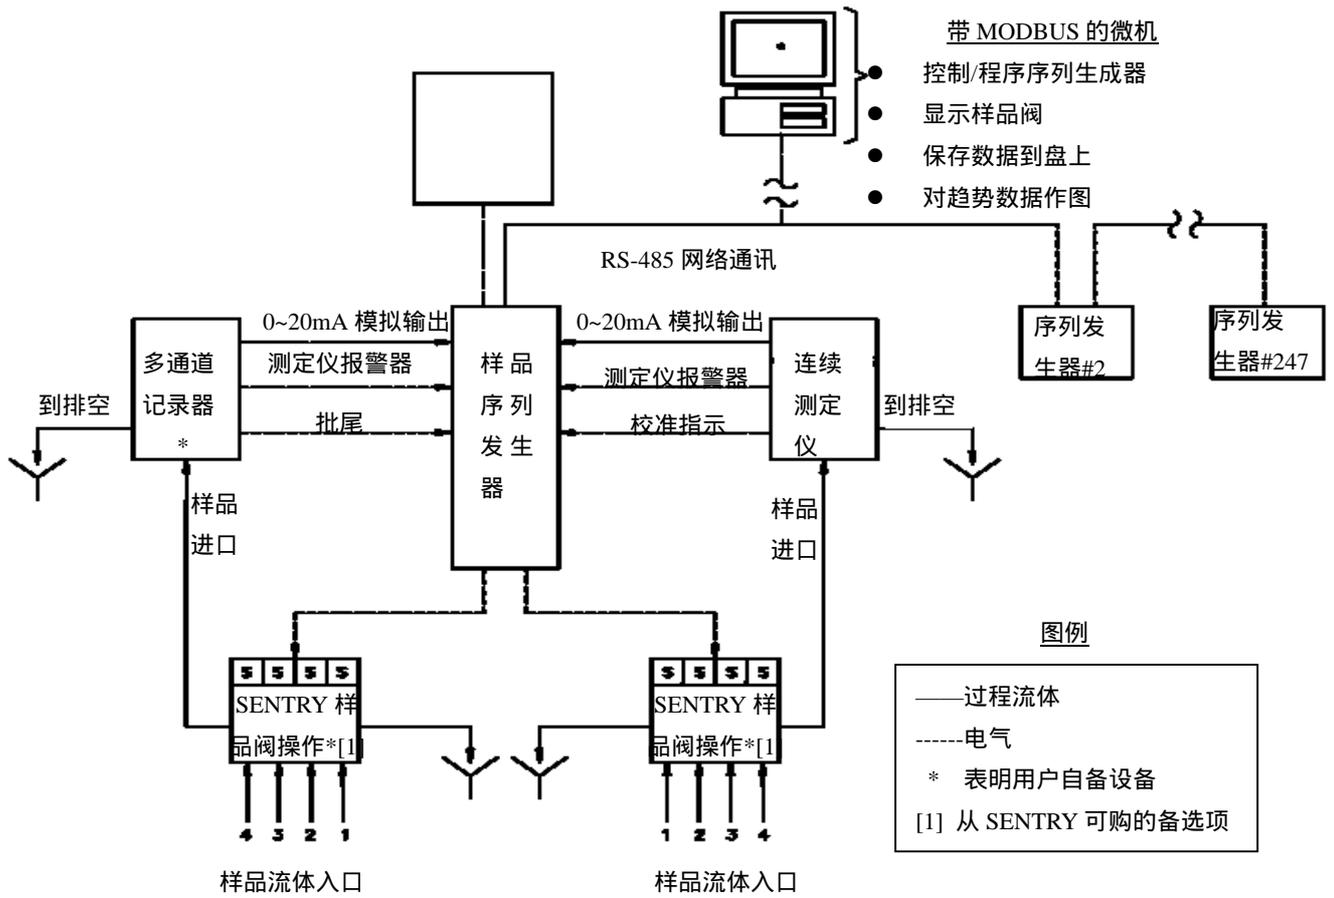 带 MODBUS 的微机
● 控制/程序序列生成器
● 显示样品阀
● 保存数据到盘上
● 对趋势数据作图
RS-485 网络通讯
序列发
生器#2
序列发
生器#247
0~20mA 模拟输出
测定仪报警器
批尾
0~20mA 模拟输出
测定仪报警器
校准指示
多通道
记录器
*
样品
序列
发生
器
连续
测定
仪
到排空
到排空
样品
进口
样品
进口
5 5 5 S
SENTRY 样
品阀操作*[1]
S 5 S 5
SENTRY 样
品阀操作*[1
4 3 2 1
1 2 3 4
样品流体入口
样品流体入口
图例
——过程流体
------电气
* 表明用户自备设备
[1] 从 SENTRY 可购的备选项